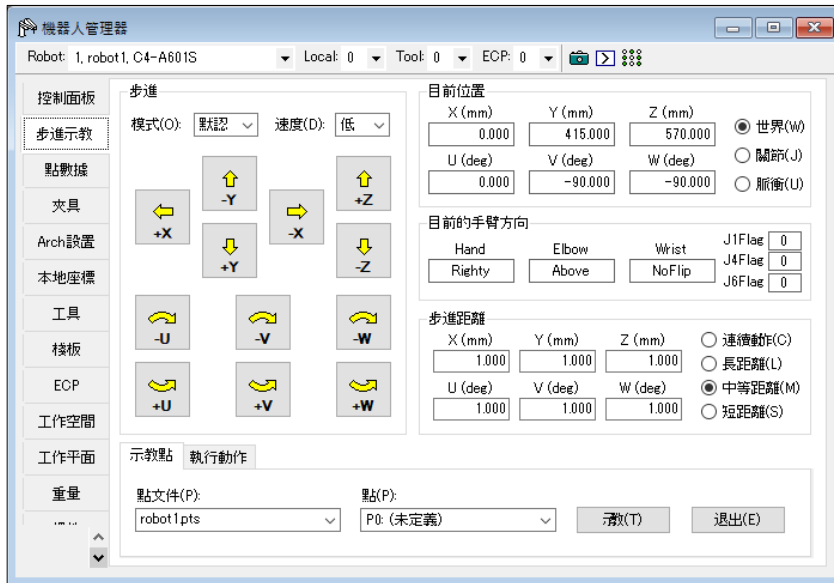 機器人管理器
Robot: 1, robot1, C4-A601S Local: 0 Tool: 0 ECP: 0
控制面板
步進示教
點數據
夾具
Arch設置
本地座標
工具
棧板
ECP
工作空間
工作平面
重量
步進
模式(O): 默認 速度(D): 低
-Y +Z
+X -X
+Y -Z
-U -V -W
+U +V +W
目前位置
X (mm) Y (mm) Z (mm)
0.000 415.000 570.000
U (deg) V (deg) W (deg)
0.000 -90.000 -90.000
世界(W)
關節(J)
脈衝(U)
目前的手臂方向
Hand Elbow Wrist
Righty Above NoFlip
J1Flag 0
J4Flag 0
J6Flag 0
步進距離
X (mm) Y (mm) Z (mm)
1.000 1.000 1.000
U (deg) V (deg) W (deg)
1.000 1.000 1.000
連續動作(C)
長距離(L)
中等距離(M)
短距離(S)
示教點 執行動作
點文件(P): 點(P):
robot1.pts P0: (未定義) 示教(T) 退出(E)